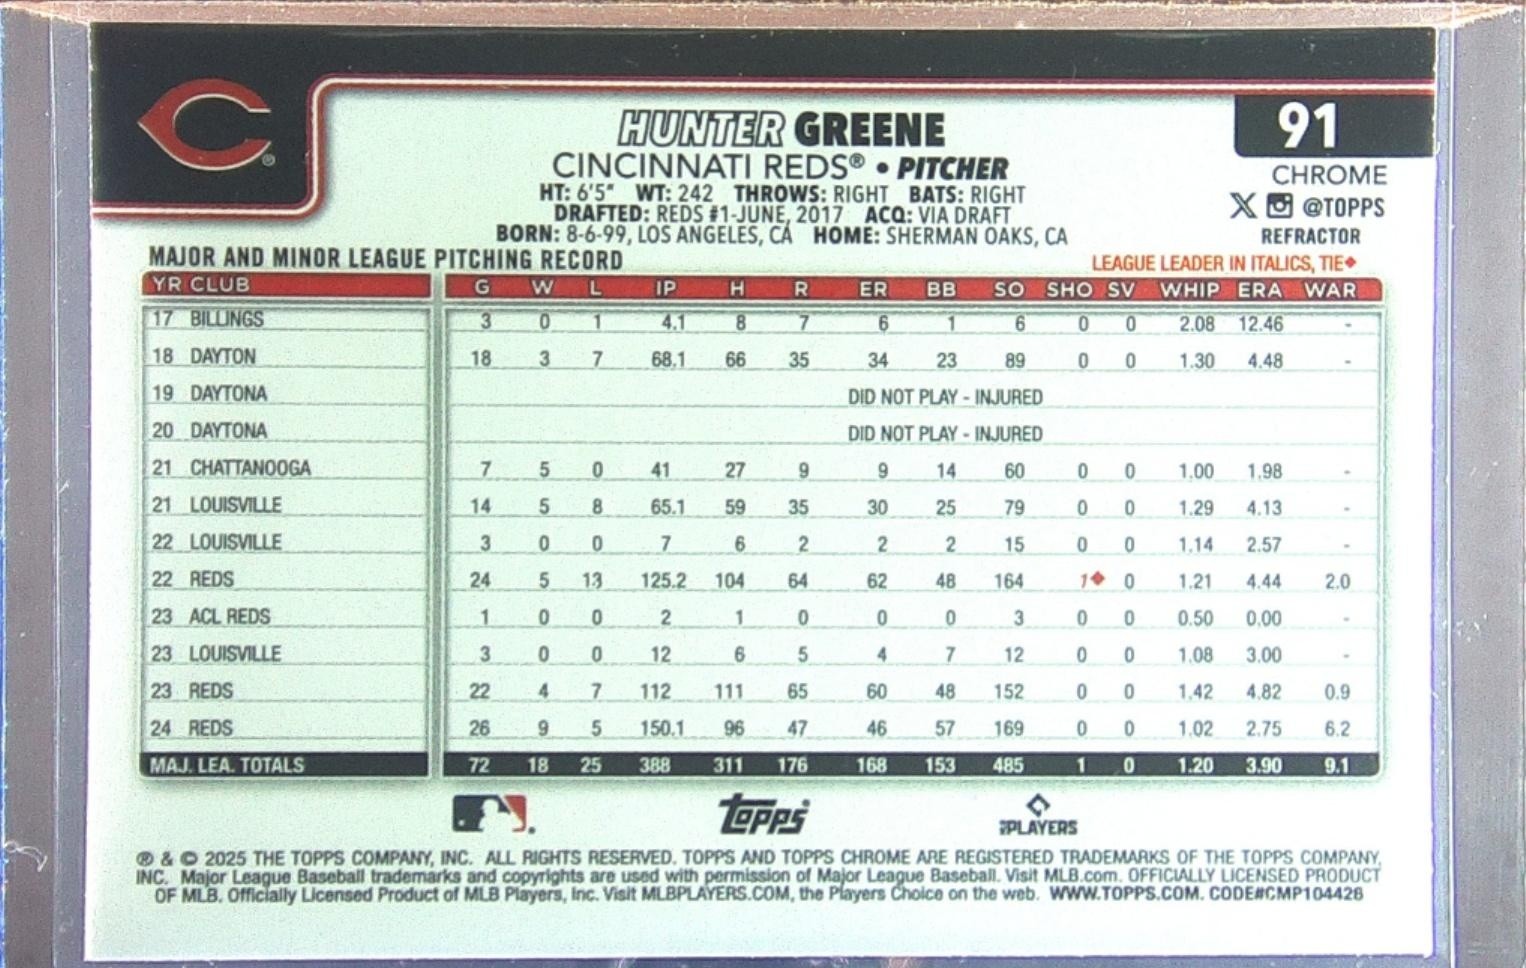 HUNTER GREENE
91
CINCINNATI REDS® • PITCHER
CHROME
HT: 6'5" WT: 242 THROWS: RIGHT BATS: RIGHT
DRAFTED: REDS #1-JUNE, 2017 ACQ: VIA DRAFT
@TOPPS
BORN: 8-6-99, LOS ANGELES, CA HOME: SHERMAN OAKS, CA
REFRACTOR
MAJOR AND MINOR LEAGUE PITCHING RECORD
LEAGUE LEADER IN ITALICS, TIE◆
YR CLUB G W L IP H R ER BB SO SHO SV WHIP ERA WAR
17 BILLINGS 3 0 1 4.1 8 7 6 1 6 0 0 2.08 12.46 -
18 DAYTON 18 3 7 68.1 66 35 34 23 89 0 0 1.30 4.48 -
19 DAYTONA DID NOT PLAY - INJURED
20 DAYTONA DID NOT PLAY - INJURED
21 CHATTANOOGA 7 5 0 41 27 9 9 14 60 0 0 1.00 1.98 -
21 LOUISVILLE 14 5 8 65.1 59 35 30 25 79 0 0 1.29 4.13 -
22 LOUISVILLE 3 0 0 7 6 2 2 2 15 0 0 1.14 2.57 -
22 REDS 24 5 13 125.2 104 64 62 48 164 1◆ 0 1.21 4.44 2.0
23 ACL REDS 1 0 0 2 1 0 0 0 3 0 0 0.50 0.00 -
23 LOUISVILLE 3 0 0 12 6 5 4 7 12 0 0 1.08 3.00 -
23 REDS 22 4 7 112 111 65 60 48 152 0 0 1.42 4.82 0.9
24 REDS 26 9 5 150.1 96 47 46 57 169 0 0 1.02 2.75 6.2
MAJ. LEA. TOTALS 72 18 25 388 311 176 168 153 485 1 0 1.20 3.90 9.1
topps
PLAYERS
® & © 2025 THE TOPPS COMPANY, INC. ALL RIGHTS RESERVED. TOPPS AND TOPPS CHROME ARE REGISTERED TRADEMARKS OF THE TOPPS COMPANY,
INC. Major League Baseball trademarks and copyrights are used with permission of Major League Baseball. Visit MLB.com. OFFICIALLY LICENSED PRODUCT
OF MLB. Officially Licensed Product of MLB Players, Inc. Visit MLBPLAYERS.COM, the Players Choice on the web. WWW.TOPPS.COM. CODE#CMP104426